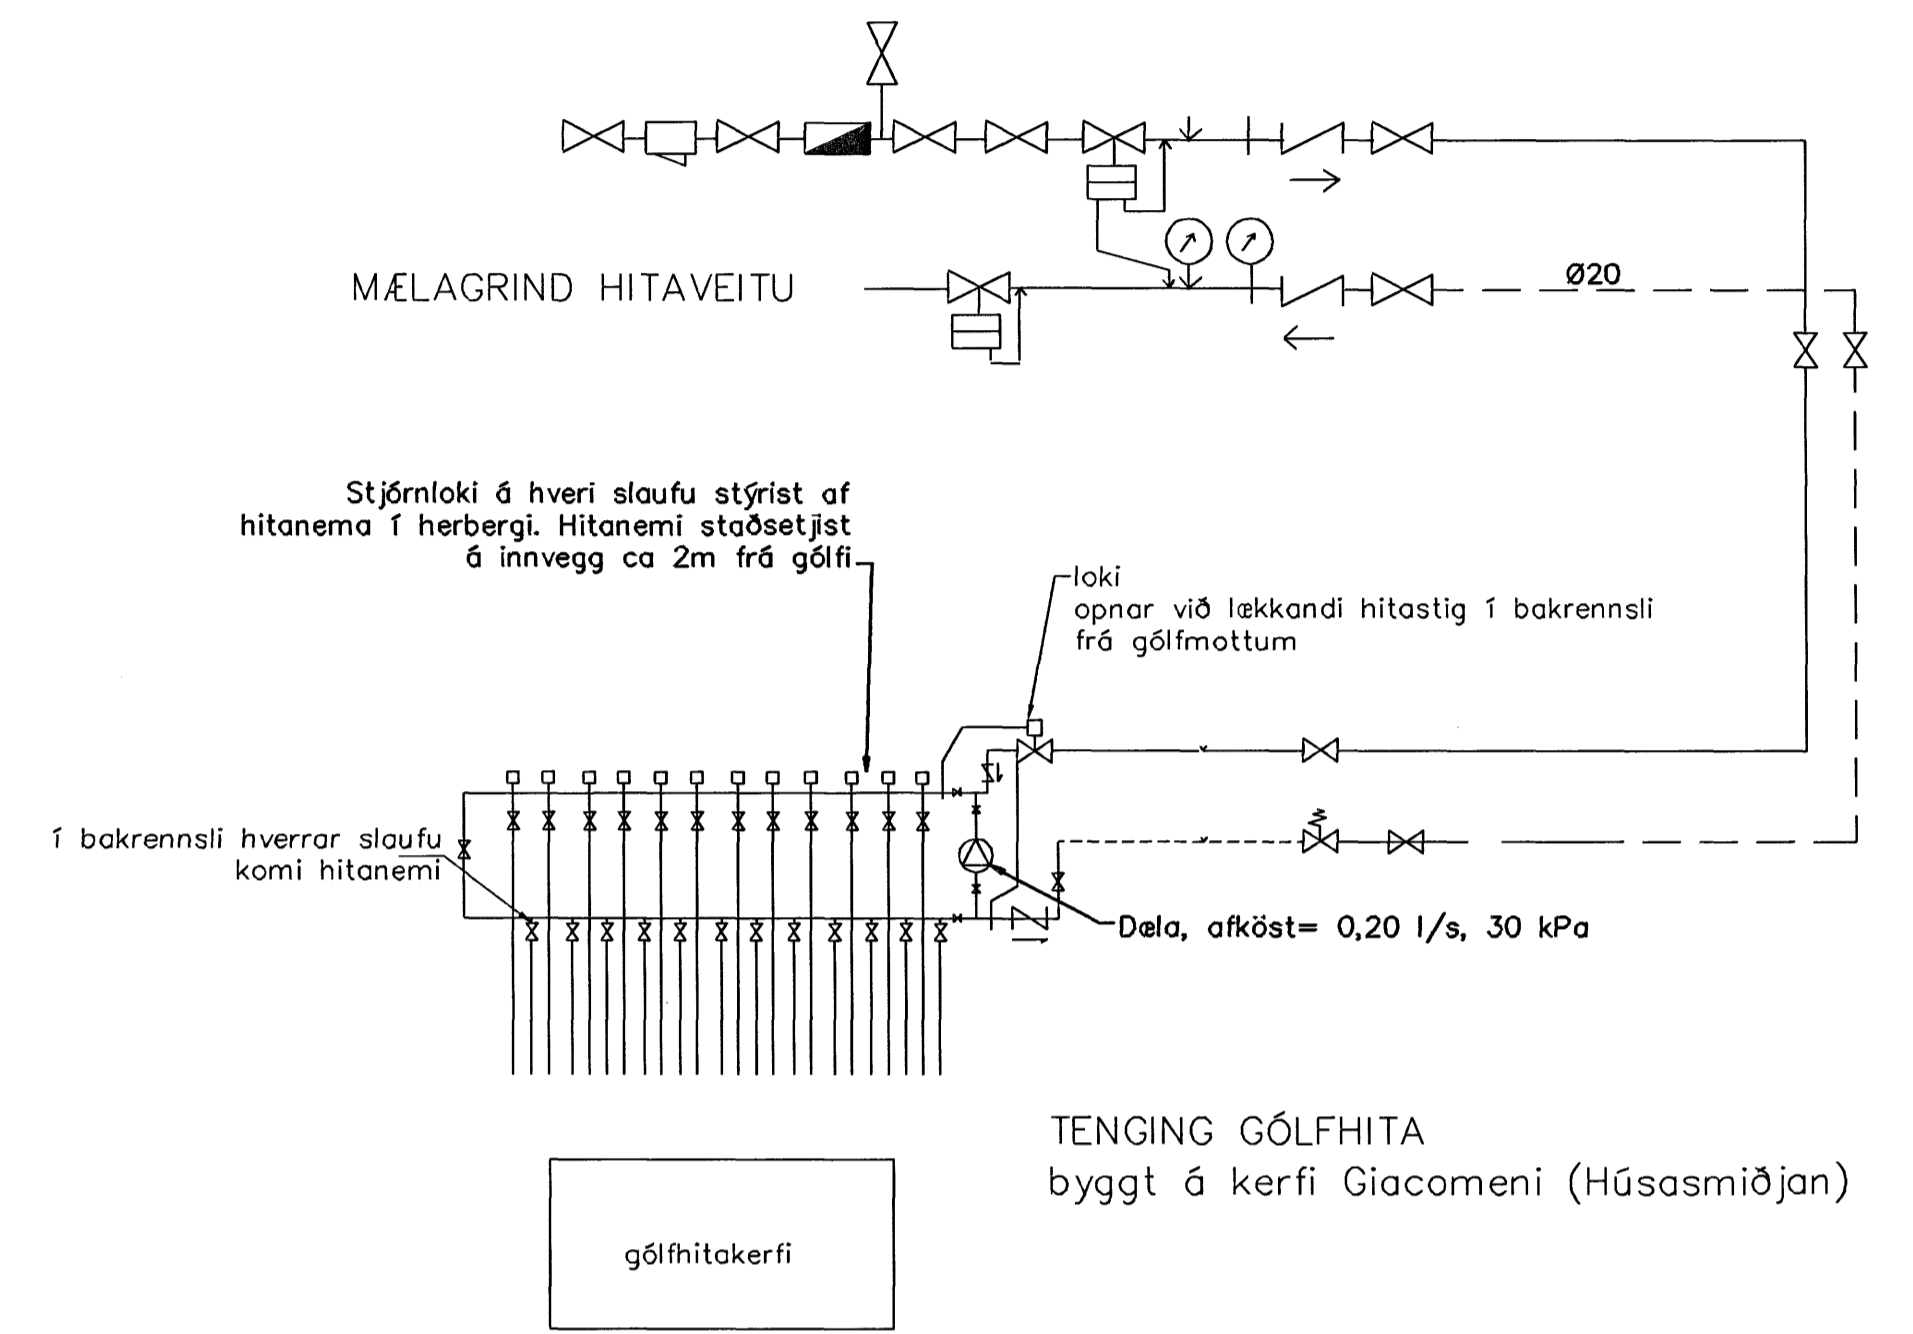 MÆLAGRIND HITAVEITU
Ø20
Stjórnloki á hveri slaufu stýrist af
hitanema í herbergi. Hitanemi staðsetjist
á innvegg ca 2m frá gólfi
loki
opnar við lækkandi hitastig í bakrennsli
frá gólfmottum
í bakrennsli hverrar slaufu
komi hitanemi
Dæla, afköst= 0,20 l/s, 30 kPa
TENGING GÓLFHITA
byggt á kerfi Giacomeni (Húsasmiðjan)
gólfhitakerfi